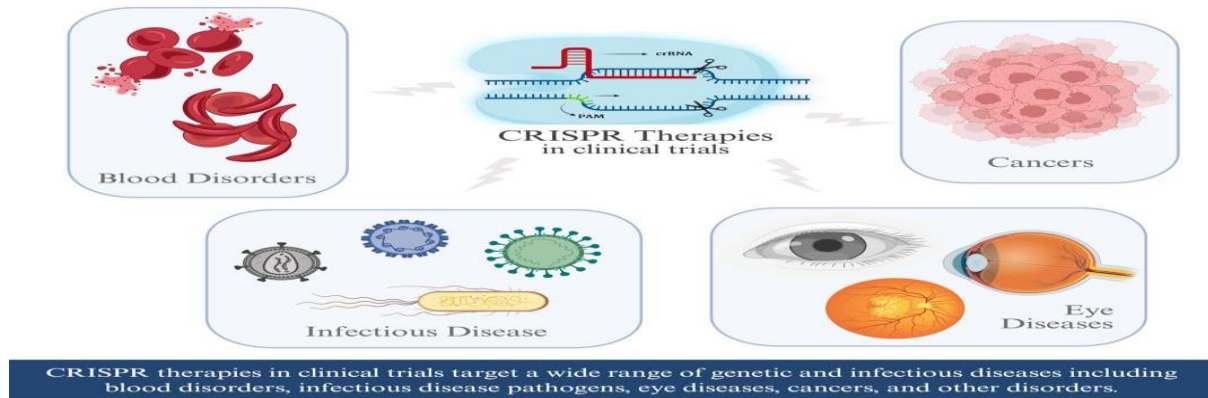 crRNA
PAM
CRISPR Therapies
in clinical trials
Blood Disorders
Cancers
Infectious Disease
Eye
Diseases
CRISPR therapies in clinical trials target a wide range of genetic and infectious diseases including
blood disorders, infectious disease pathogens, eye diseases, cancers, and other disorders.